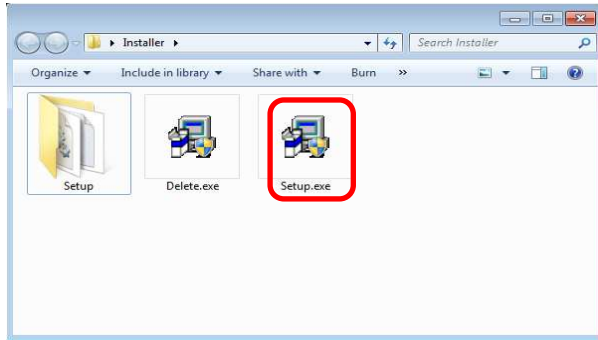 Installer
Search Installer
Organize
Include in library
Share with
Burn
»
Setup
Delete.exe
Setup.exe